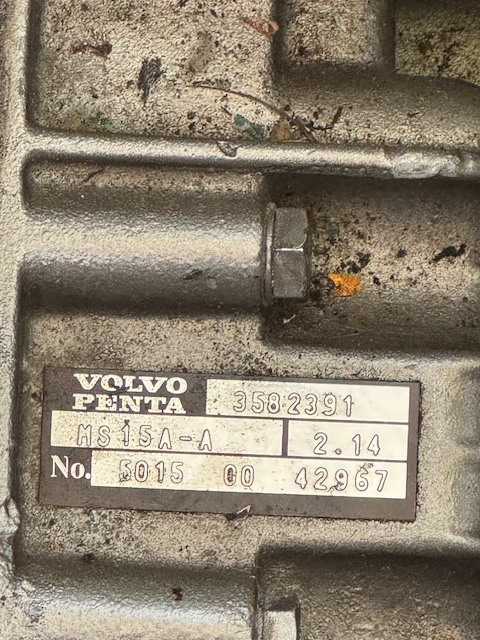 VOLVO
PENTA 3582391
MS15A-A 2.14
No. 5015 00 42967